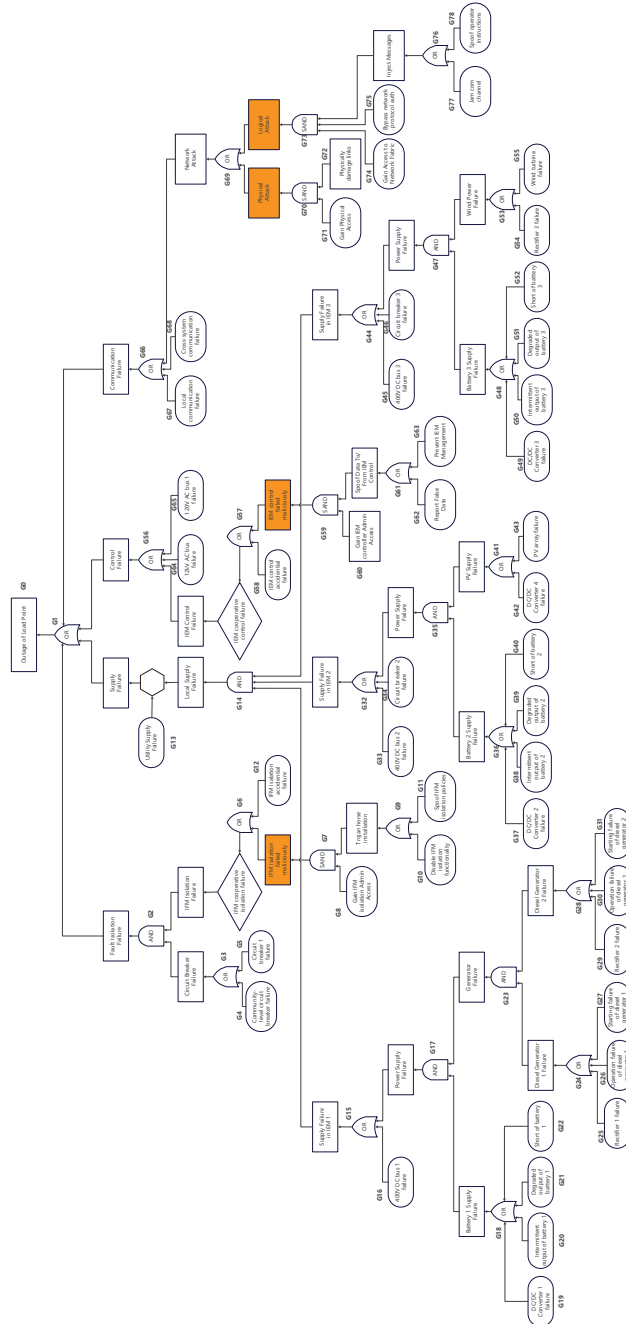 G0
Outage of Load Point
G1
OR
Fault Isolation
Failure
Supply
Failure
Control
Failure
Communication
Failure
G2
AND
Circuit Breaker
Failure
IFM Isolation
Failure
G3
OR
G4
Community-
level circuit
breaker failure
G5
Circuit
breaker 1
failure
IFM cooperative
isolation failure
G6
OR
IFM isolation
failed
maliciously
G12
IFM isolation
accidental
failure
G7
SAND
G8
Gain IFM
isolation Admin
Access
Trojan horse
installation
G9
OR
G10
Disable IFM
isolation
functionality
G11
Spoof IFM
isolation policies
G13
Utility Supply
Failure
Local Supply
Failure
G14
AND
Supply Failure
in IEM 1
G15
OR
G16
400V DC bus 1
failure
Power Supply
Failure
G17
AND
Battery 1 Supply
Failure
G18
OR
G19
DC/DC
Converter 1
failure
G20
Intermittent
output of battery 1
G21
Degraded
output of
battery 1
G22
Short of battery
1
Generator
Failure
G23
AND
Diesel Generator
1 Failure
G24
OR
G25
Rectifier 1 failure
G26
Operation failure
of diesel
G27
Starting failure
of diesel
generator 1
Diesel Generator
2 Failure
G28
OR
G29
Rectifier 2 failure
G30
Operation failure
of diesel
generator 2
G31
Starting failure
of diesel
generator 2
Supply Failure
in IEM 2
G32
OR
G33
400V DC bus 2
failure
G34
Circuit breaker 2
failure
Power Supply
Failure
G35
AND
Battery 2 Supply
Failure
G36
OR
G37
DC/DC
Converter 2
failure
G38
Intermittent
output of
battery 2
G39
Degraded
output of
battery 2
G40
Short of battery
2
PV Supply
Failure
G41
OR
G42
DC/DC
Converter 4
failure
G43
PV array failure
Supply Failure
in IEM 3
G44
OR
G45
400V DC bus 3
failure
G46
Circuit breaker 3
failure
Power Supply
Failure
G47
AND
Battery 3 Supply
Failure
G48
OR
G49
DC/DC
Converter 3
failure
G50
Intermittent
output of
battery 3
G51
Degraded
output of
battery 3
G52
Short of battery
3
Wind Power
Failure
G53
OR
G54
Rectifier 3 failure
G55
Wind turbine
failure
G56
OR
IEM Control
Failure
G64
126V AC bus
failure
G65
120V AC bus 1
failure
IEM cooperative
control failure
G57
OR
G58
IEM control
accidental
failure
IEM control
failed
maliciously
G59
SAND
G60
Gain IEM
controller Admin
Access
Spoof Data To/
From IEM
Control
G61
OR
G62
Report False
Data
G63
Prevent IEM
Management
G66
OR
G67
Local
communication
failure
G68
Cross-system
communication
failure
Network
Attack
G69
OR
Physical
Attack
G70
SAND
G71
Gain Physical
Access
G72
Physically
damage links
Logical
Attack
G73
SAND
G74
Gain Access to
Network Fabric
G75
Bypass network
protocol auth
Inject Messages
G76
OR
G77
Jam com
channel
G78
Spoof operator
instructions